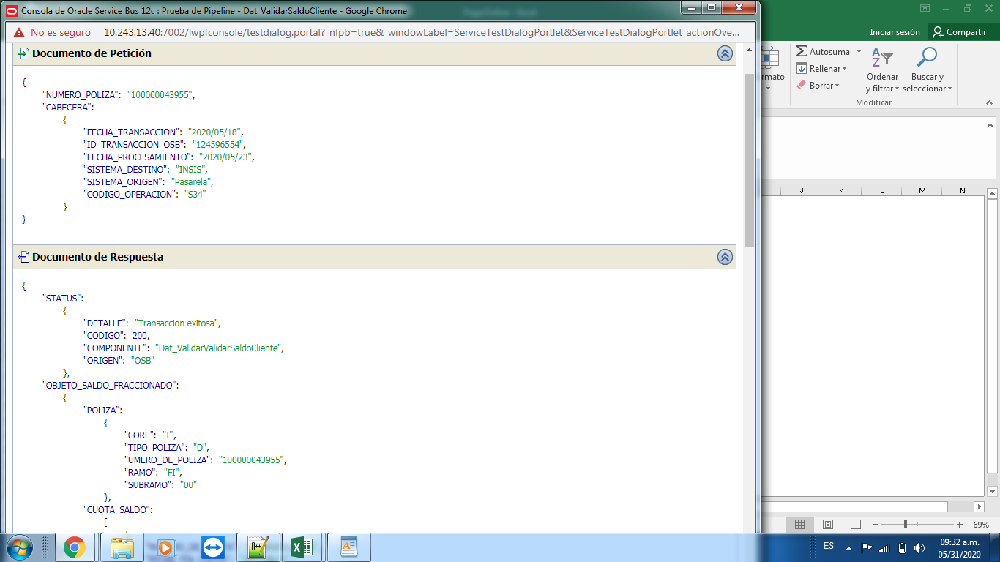 Consola de Oracle Service Bus 12c : Prueba de Pipeline - Dat_ValidarSaldoCliente - Google Chrome
No es seguro | 10.243.13.40:7002/lwpfconsole/testdialog.portal?_nfpb=true&_windowLabel=ServiceTestDialogPortlet&ServiceTestDialogPortlet_actionOve...
Documento de Petición
{
"NUMERO_POLIZA": "100000043955",
"CABECERA":
{
"FECHA_TRANSACCION": "2020/05/18",
"ID_TRANSACCION_OSB": "124596554",
"FECHA_PROCESAMIENTO": "2020/05/23",
"SISTEMA_DESTINO": "INSIS",
"SISTEMA_ORIGEN": "Pasarela",
"CODIGO_OPERACION": "S34"
}
}
Documento de Respuesta
{
"STATUS":
{
"DETALLE": "Transaccion exitosa",
"CODIGO": 200,
"COMPONENTE": "Dat_ValidarValidarSaldoCliente",
"ORIGEN": "OSB"
},
"OBJETO_SALDO_FRACCIONADO":
{
"POLIZA":
{
"CORE": "I",
"TIPO_POLIZA": "D",
"UMERO_DE_POLIZA": "100000043955",
"RAMO": "FI",
"SUBRAMO": "00"
},
"CUOTA_SALDO":
[
Iniciar sesión
Compartir
rmato
Autosuma
Rellenar
Borrar
Ordenar
y filtrar
Buscar y
seleccionar
Modificar
J K L M N
69%
ES
09:32 a.m.
05/31/2020